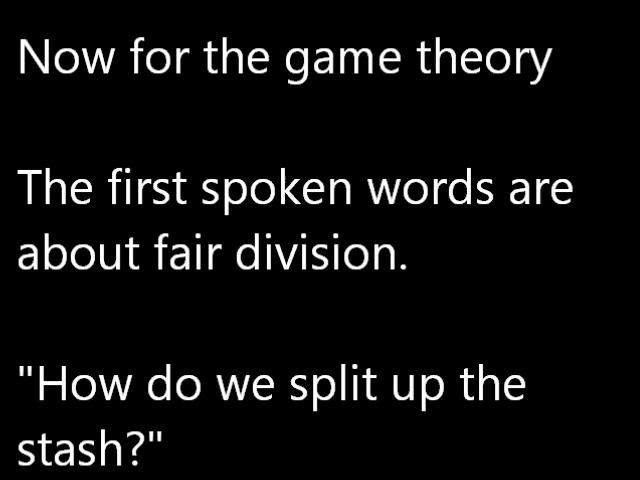 Now for the game theory
The first spoken words are
about fair division.
"How do we split up the
stash?"